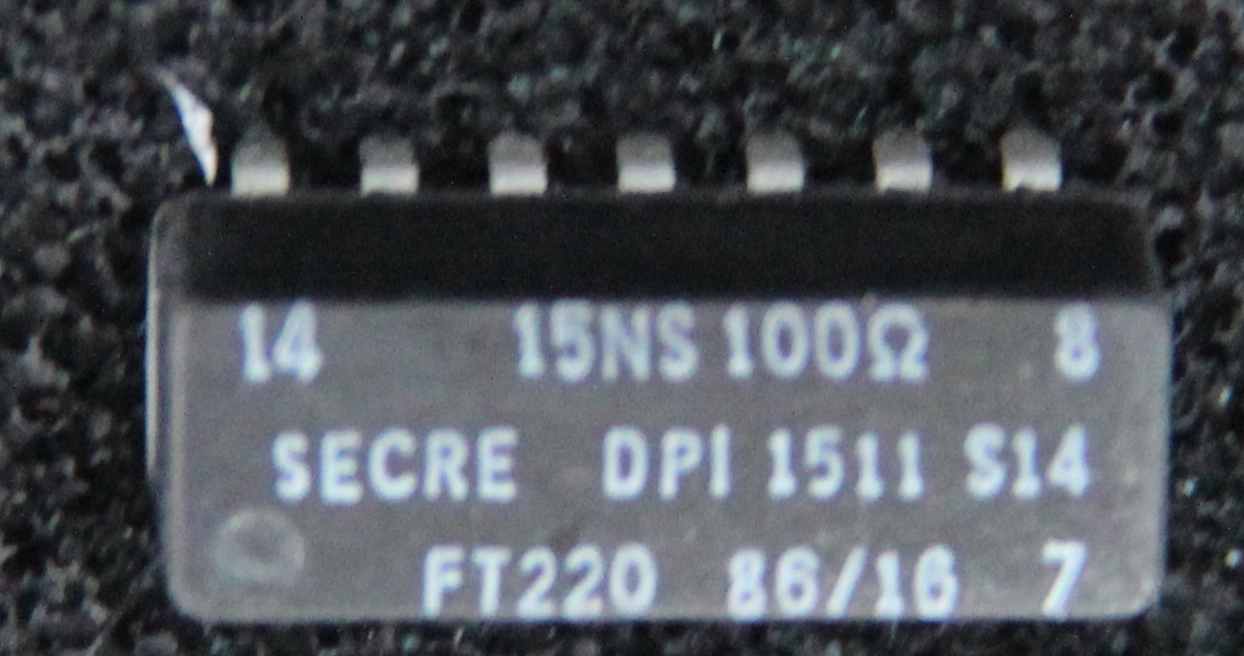 14 15NS 100Ω 8
SECRE DPI 1511 S14
FT220 86/16 7